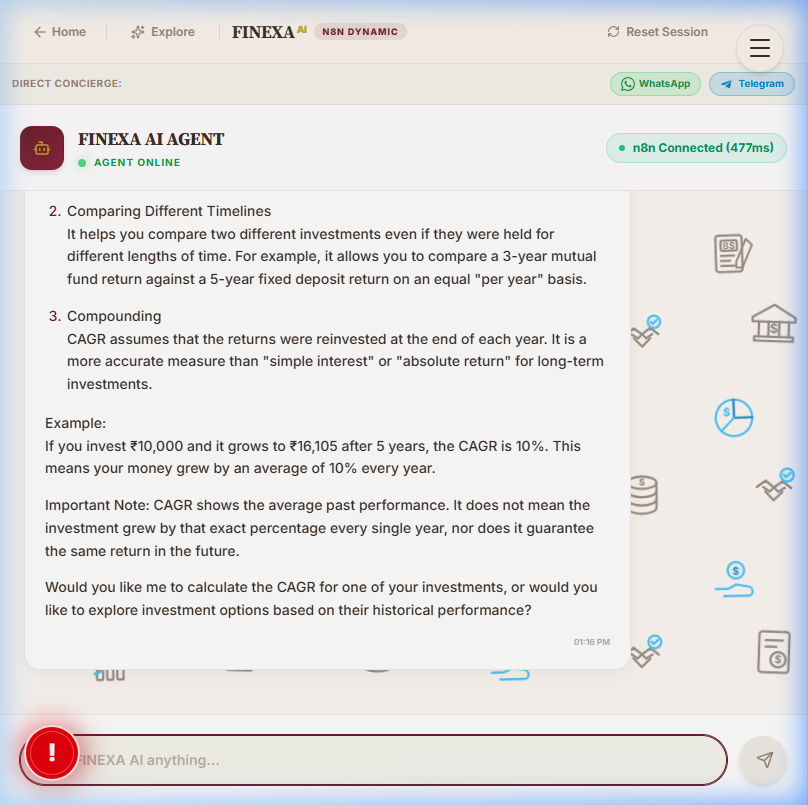 Home
Explore
FINEXA AI
N8N DYNAMIC
Reset Session
DIRECT CONCIERGE:
WhatsApp
Telegram
FINEXA AI AGENT
AGENT ONLINE
n8n Connected (477ms)
2. Comparing Different Timelines
It helps you compare two different investments even if they were held for
different lengths of time. For example, it allows you to compare a 3-year mutual
fund return against a 5-year fixed deposit return on an equal "per year" basis.
3. Compounding
CAGR assumes that the returns were reinvested at the end of each year. It is a
more accurate measure than "simple interest" or "absolute return" for long-term
investments.
Example:
If you invest ₹10,000 and it grows to ₹16,105 after 5 years, the CAGR is 10%. This
means your money grew by an average of 10% every year.
Important Note: CAGR shows the average past performance. It does not mean the
investment grew by that exact percentage every single year, nor does it guarantee
the same return in the future.
Would you like me to calculate the CAGR for one of your investments, or would you
like to explore investment options based on their historical performance?
01:16 PM
!
FINEXA AI anything...